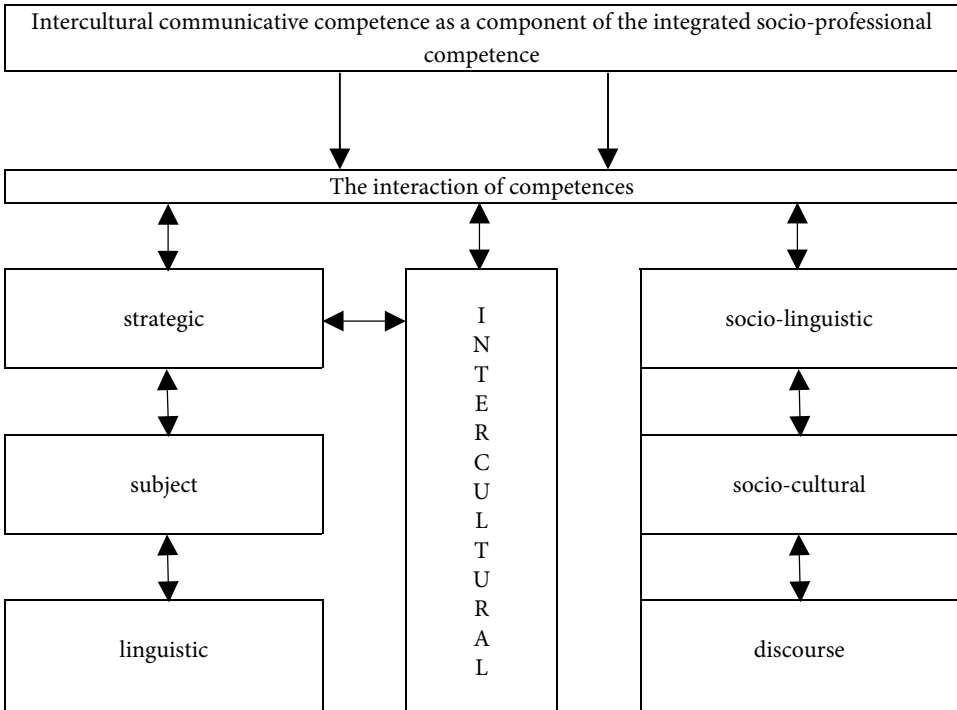 Intercultural communicative competence as a component of the integrated socio-professional
competence
The interaction of competences
strategic
subject
linguistic
I
N
T
E
R
C
U
L
T
U
R
A
L
socio-linguistic
socio-cultural
discourse